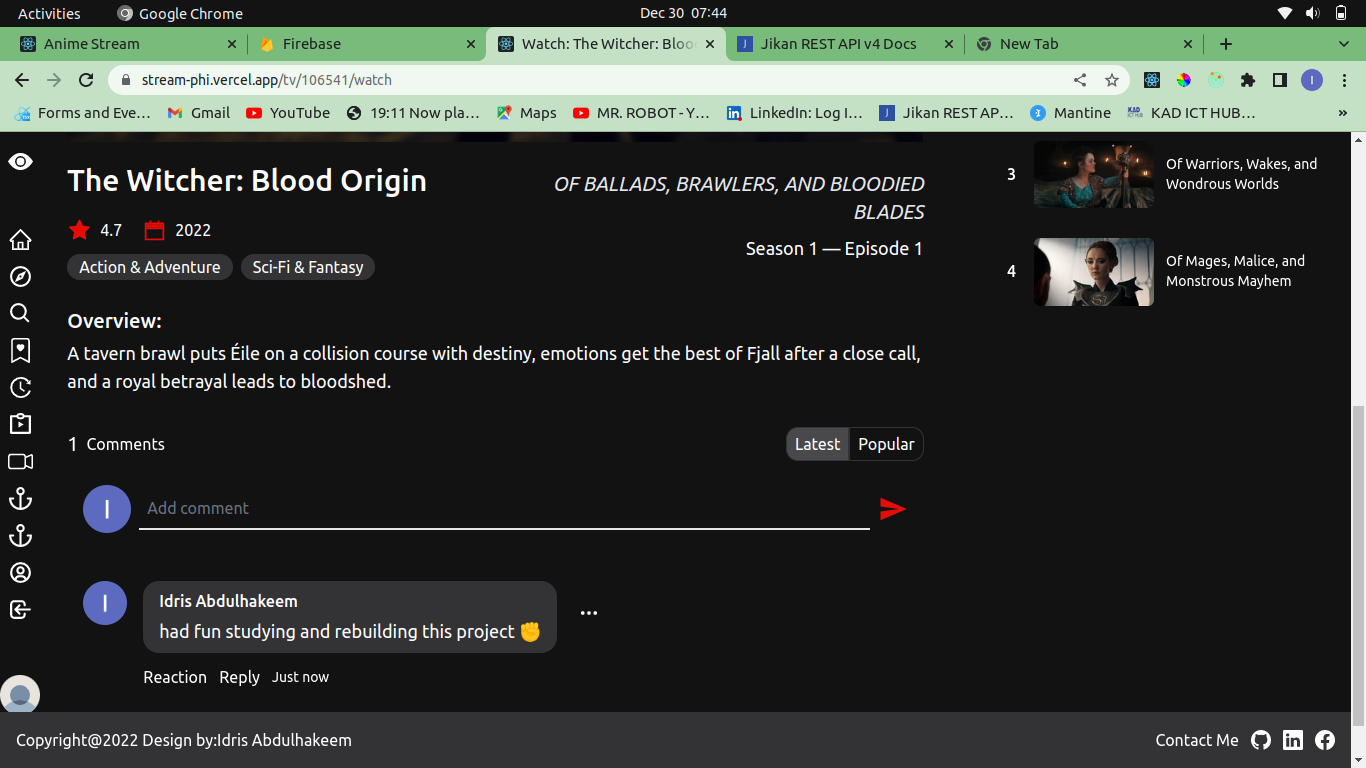 Activities
Google Chrome
Dec 30 07:44
Anime Stream
Firebase
Watch: The Witcher: Bloo
Jikan REST API v4 Docs
New Tab
stream-phi.vercel.app/tv/106541/watch
I
Forms and Eve…
Gmail
YouTube
19:11 Now pla…
Maps
MR. ROBOT - Y…
LinkedIn: Log I…
Jikan REST AP…
Mantine
KAD ICT HUB…
»
The Witcher: Blood Origin
OF BALLADS, BRAWLERS, AND BLOODIED
BLADES
4.7
2022
Season 1 — Episode 1
Action & Adventure
Sci-Fi & Fantasy
Overview:
A tavern brawl puts Éile on a collision course with destiny, emotions get the best of Fjall after a close call,
and a royal betrayal leads to bloodshed.
3
Of Warriors, Wakes, and
Wondrous Worlds
4
Of Mages, Malice, and
Monstrous Mayhem
1 Comments
Latest
Popular
I
Add comment
I
Idris Abdulhakeem
had fun studying and rebuilding this project ✊
Reaction
Reply
Just now
Copyright@2022 Design by:Idris Abdulhakeem
Contact Me